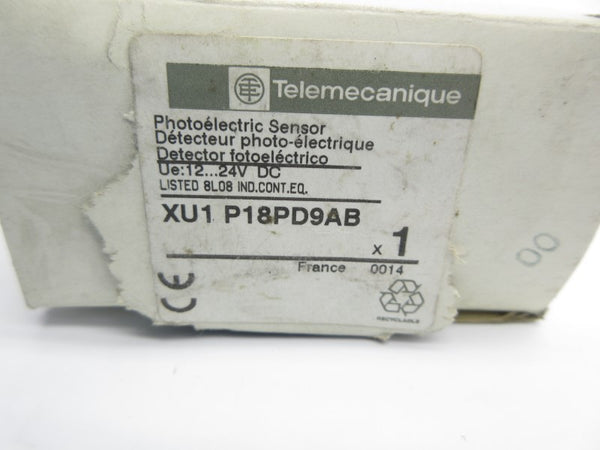 Telemecanique
Photoélectric Sensor
Détecteur photo-électrique
Detector fotoeléctrico
Ue:12...24V DC
LISTED 8L08 IND.CONT.EQ.
XU1 P18PD9AB
x 1
France 0014
CE
RECYCLABLE
00